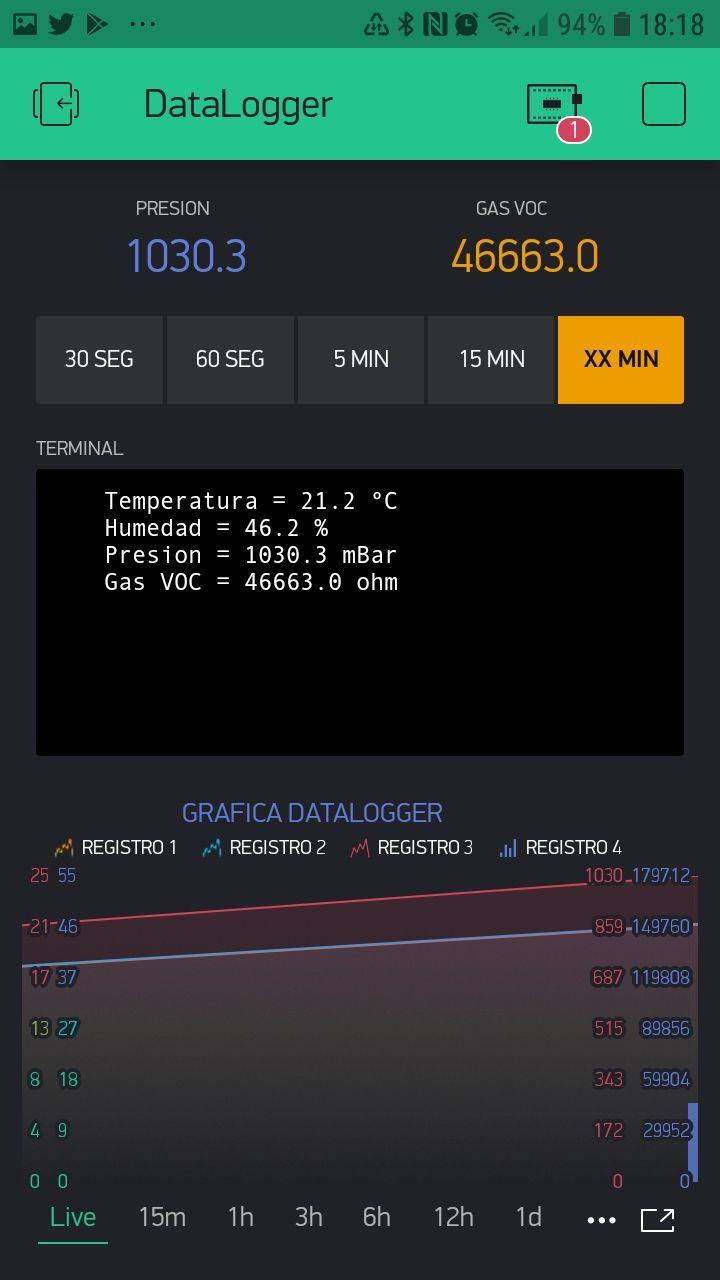 94% 18:18
DataLogger
1
PRESION GAS VOC
1030.3 46663.0
30 SEG 60 SEG 5 MIN 15 MIN XX MIN
TERMINAL
Temperatura = 21.2 °C
Humedad = 46.2 %
Presion = 1030.3 mBar
Gas VOC = 46663.0 ohm
GRAFICA DATALOGGER
REGISTRO 1 REGISTRO 2 REGISTRO 3 REGISTRO 4
25 55 1030 179712
21 46 859 149760
17 37 687 119808
13 27 515 89856
8 18 343 59904
4 9 172 29952
0 0 0 0
Live 15m 1h 3h 6h 12h 1d